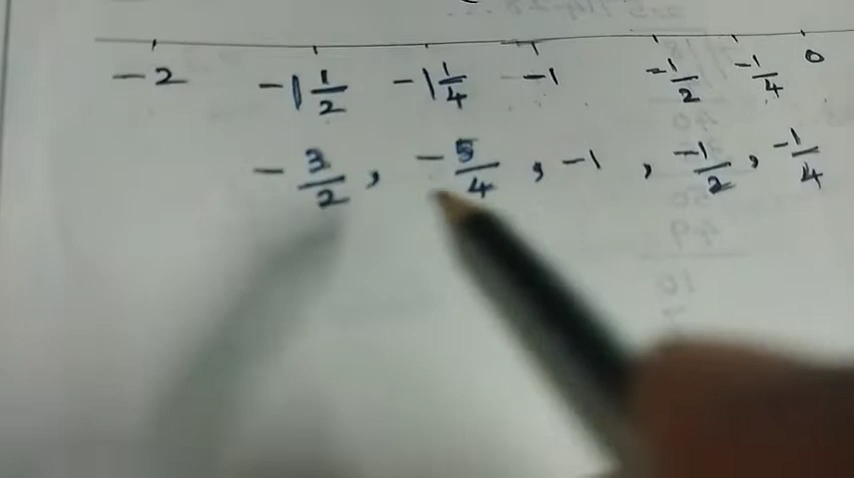 -2 -1 1/2 -1 1/4 -1 -1/2 -1/4 0
-3/2, -5/4, -1, -1/2, -1/4